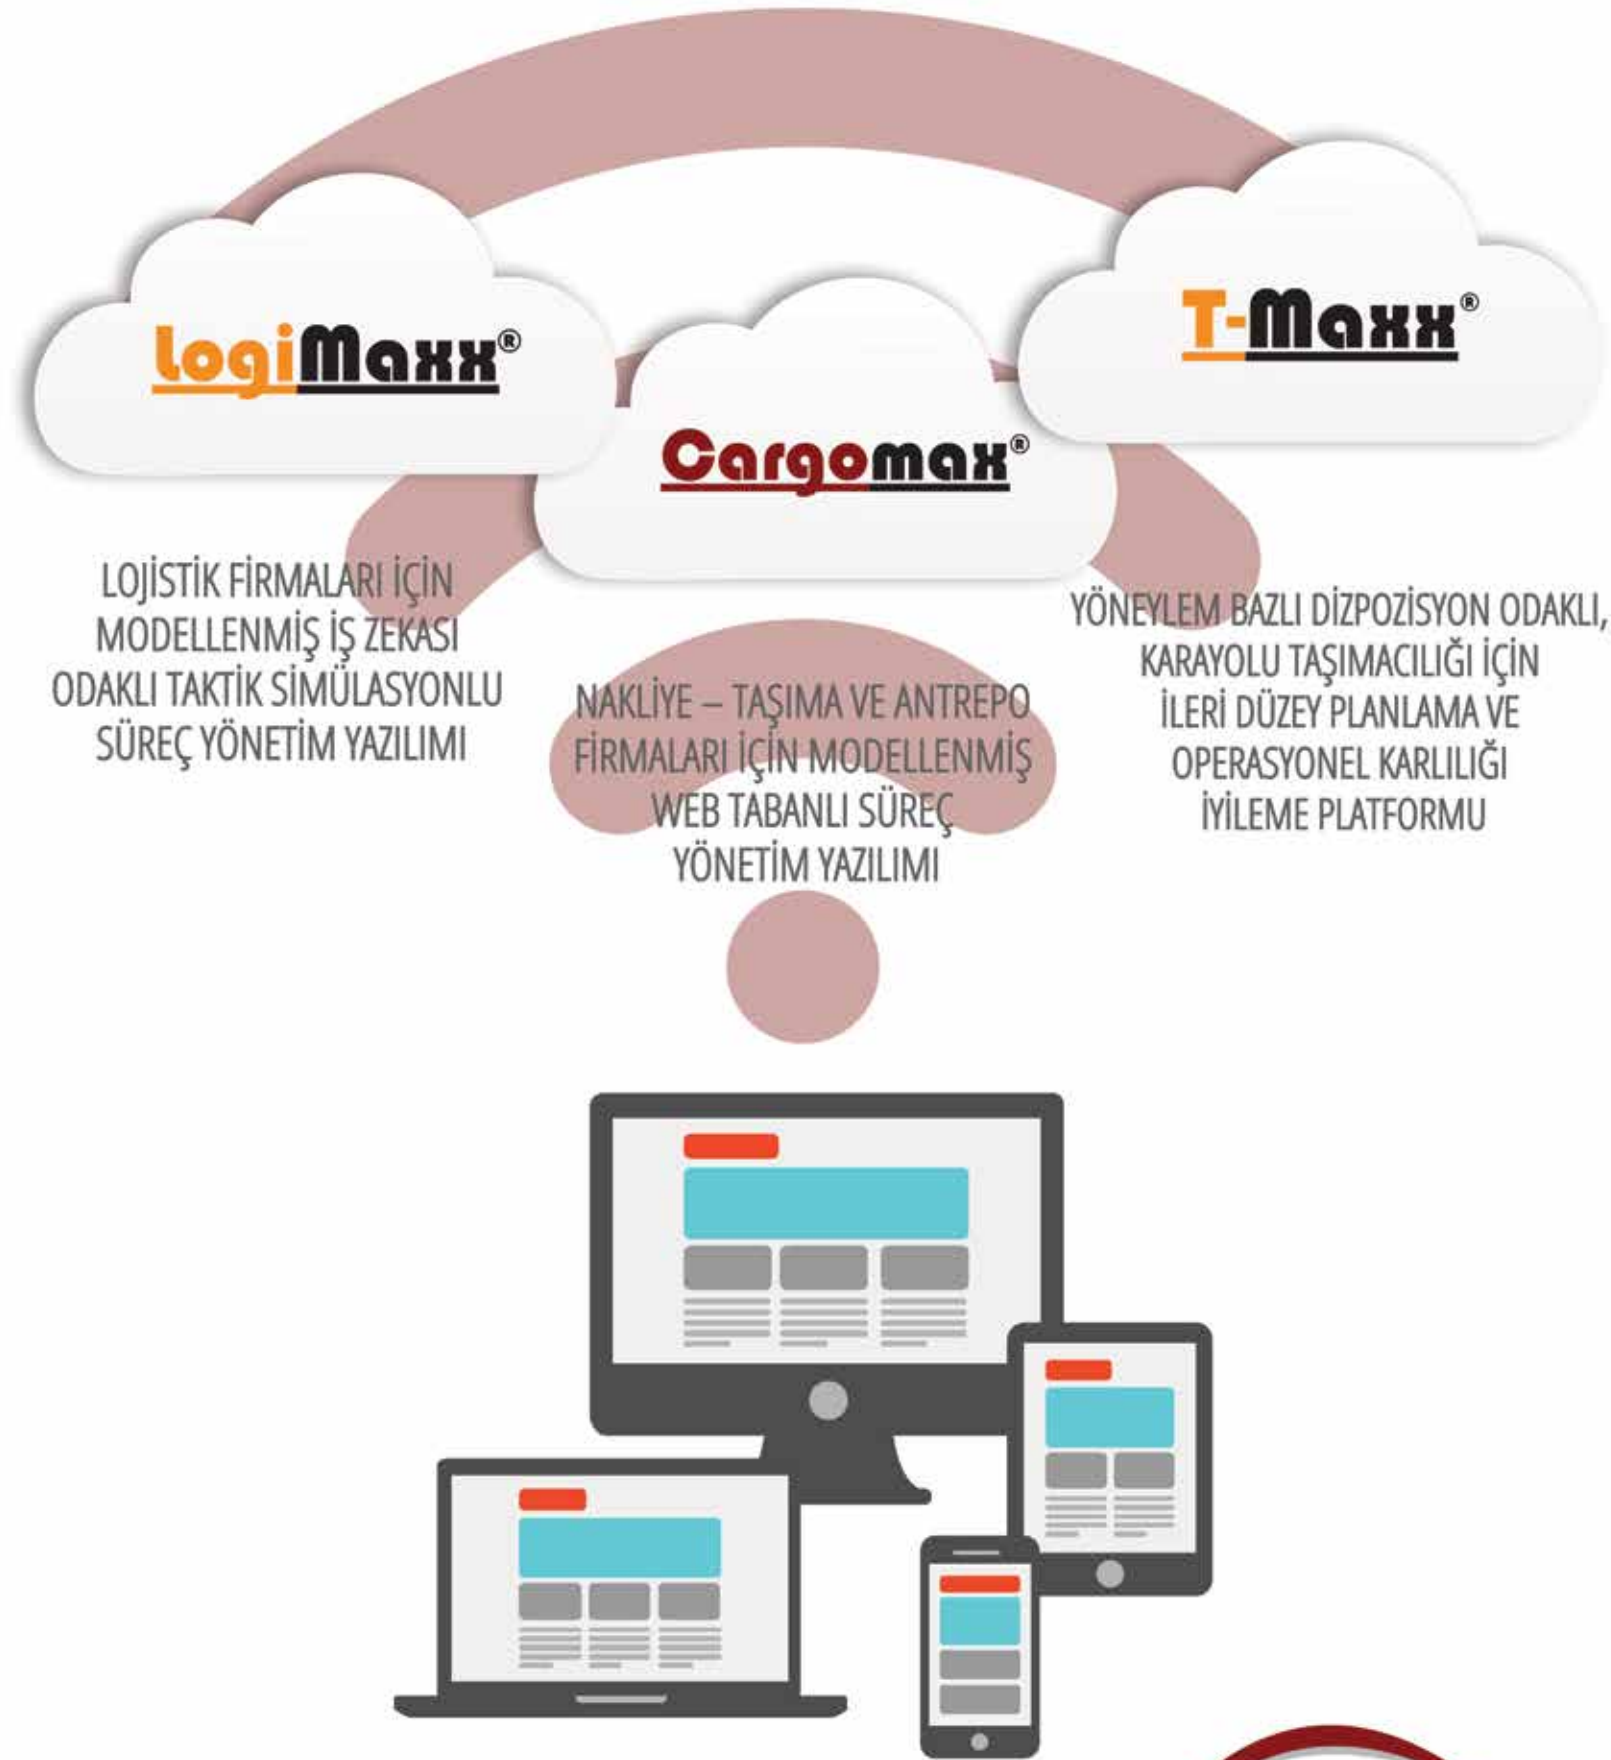 LogiMaxx®
Cargomax®
T-Maxx®
LOJİSTİK FİRMALARI İÇİN
MODELLENMİŞ İŞ ZEKASI
ODAKLI TAKTİK SİMÜLASYONLU
SÜREÇ YÖNETİM YAZILIMI
NAKLİYE – TAŞIMA VE ANTREPO
FİRMALARI İÇİN MODELLENMİŞ
WEB TABANLI SÜREÇ
YÖNETİM YAZILIMI
YÖNEYLEM BAZLI DİZPOZİSYON ODAKLI,
KARAYOLU TAŞIMACILIĞI İÇİN
İLERİ DÜZEY PLANLAMA VE
OPERASYONEL KARLILIĞI
İYİLEME PLATFORMU